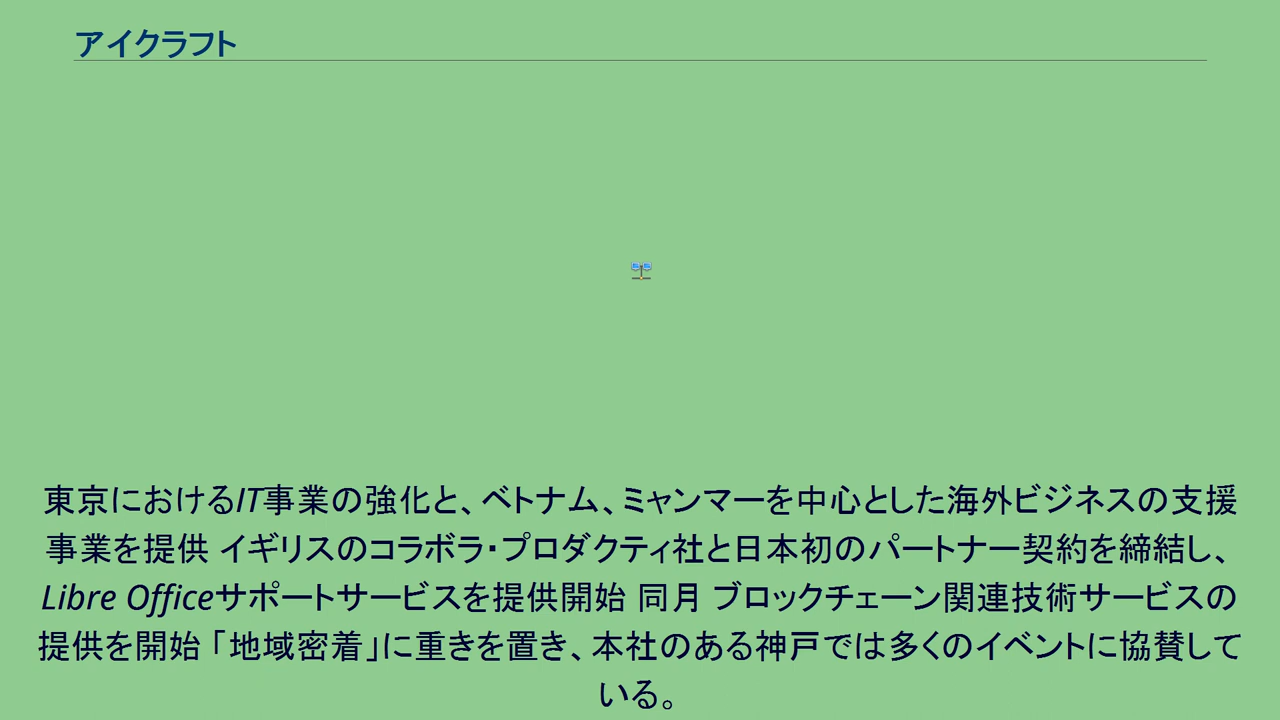 アイクラフト
東京におけるIT事業の強化と、ベトナム、ミャンマーを中心とした海外ビジネスの支援
事業を提供 イギリスのコラボラ・プロダクティ社と日本初のパートナー契約を締結し、
Libre Officeサポートサービスを提供開始 同月 ブロックチェーン関連技術サービスの
提供を開始 「地域密着」に重きを置き、本社のある神戸では多くのイベントに協賛して
いる。